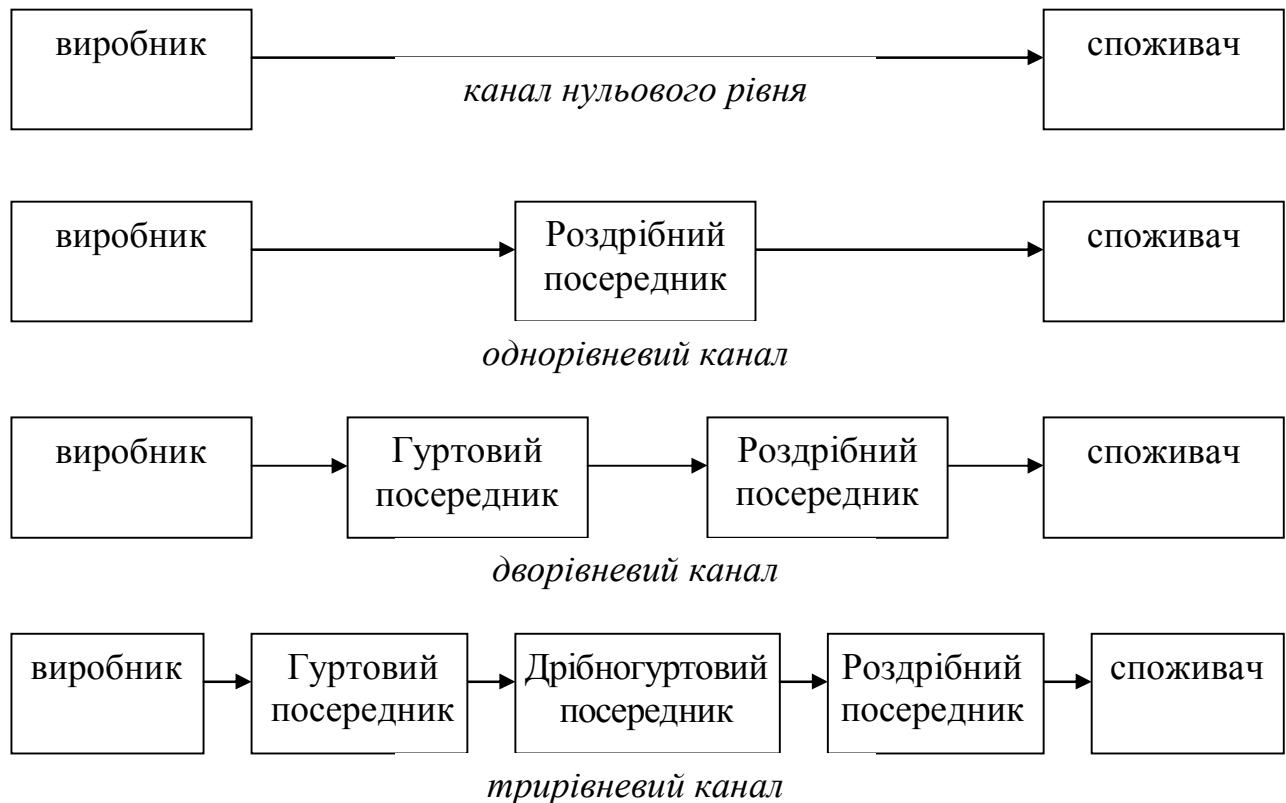 виробник
споживач
канал нульового рівня
виробник
Роздрібний
посередник
споживач
однорівневий канал
виробник
Гуртовий
посередник
Роздрібний
посередник
споживач
дворівневий канал
виробник
Гуртовий
посередник
Дрібногуртовий
посередник
Роздрібний
посередник
споживач
трирівневий канал